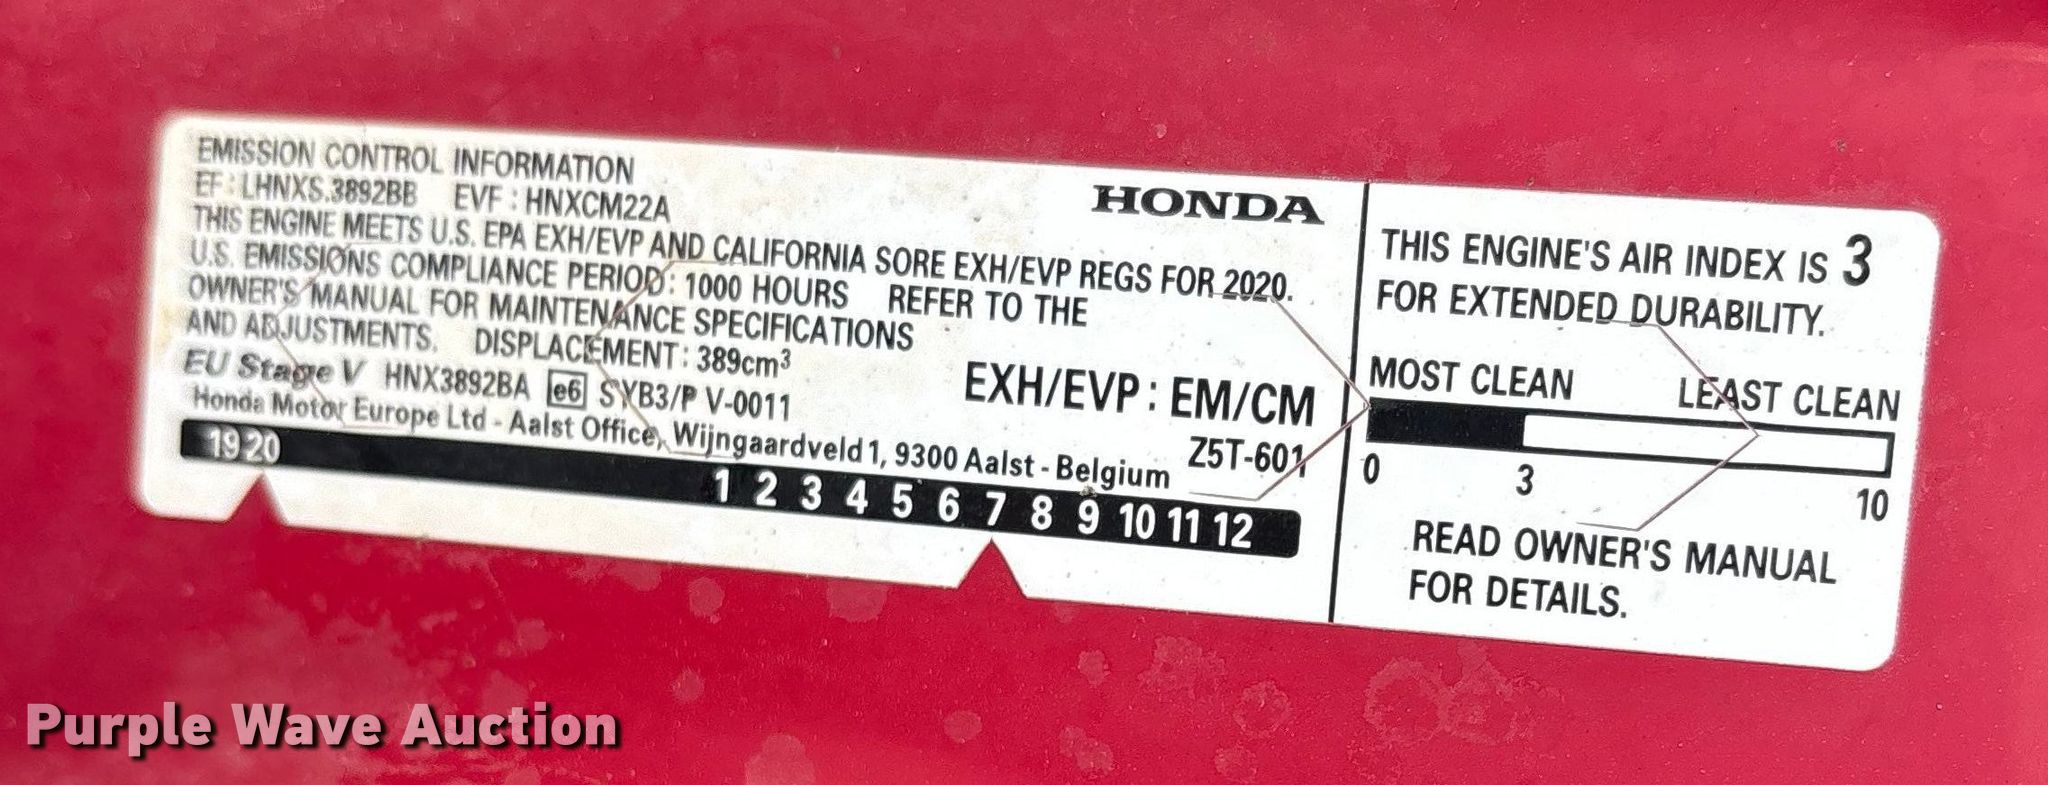 EMISSION CONTROL INFORMATION
EF : LHNXS.3892BB EVF : HNXCM22A
HONDA
THIS ENGINE MEETS U.S. EPA EXH/EVP AND CALIFORNIA SORE EXH/EVP REGS FOR 2020.
U.S. EMISSIONS COMPLIANCE PERIOD: 1000 HOURS REFER TO THE
OWNER'S MANUAL FOR MAINTENANCE SPECIFICATIONS
AND ADJUSTMENTS. DISPLACEMENT : 389cm³
EXH/EVP : EM/CM
EU Stage V HNX3892BA e6 SYB3/P V-0011
Z5T-601
Honda Motor Europe Ltd - Aalst Office, Wijngaardveld 1, 9300 Aalst - Belgium
19 20
1 2 3 4 5 6 7 8 9 10 11 12
THIS ENGINE'S AIR INDEX IS 3
FOR EXTENDED DURABILITY.
MOST CLEAN LEAST CLEAN
0 3 10
READ OWNER'S MANUAL
FOR DETAILS.
Purple Wave Auction